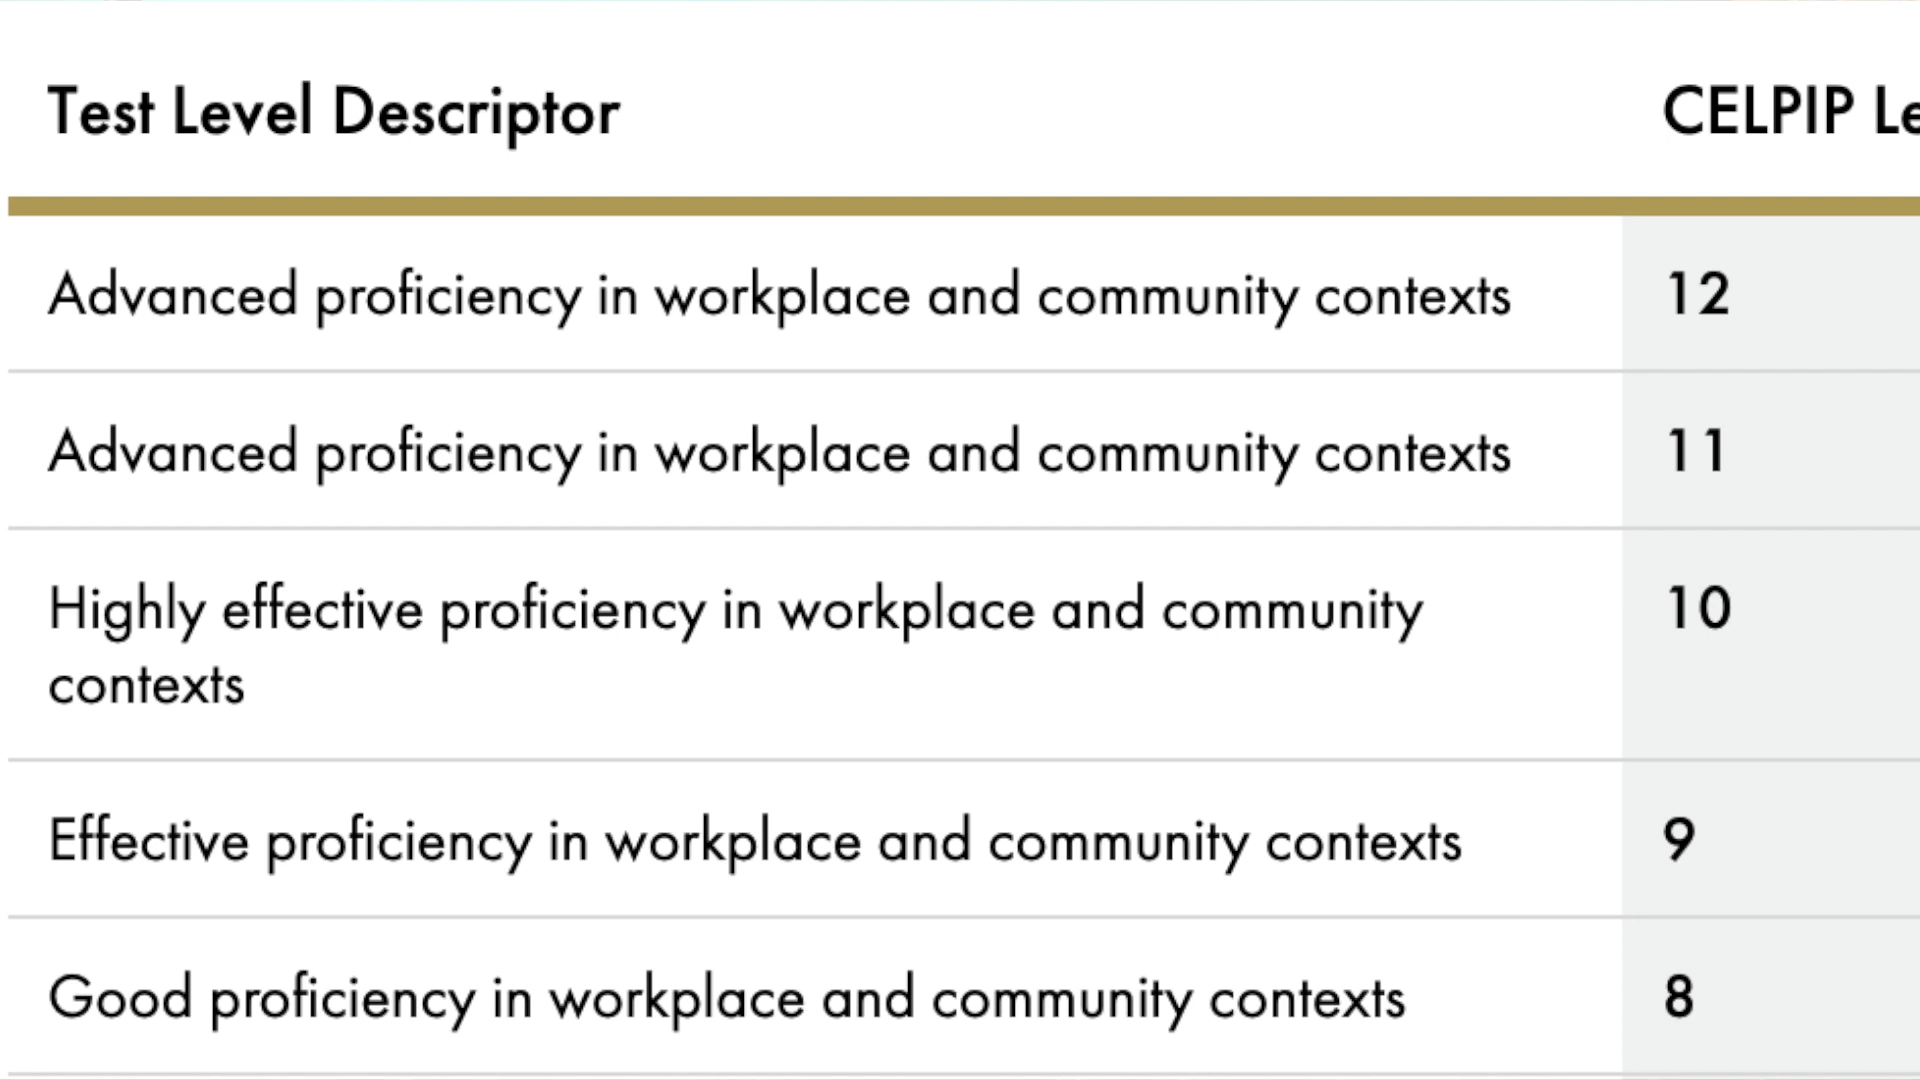 Test Level Descriptor
CELPIP Le
Advanced proficiency in workplace and community contexts
12
Advanced proficiency in workplace and community contexts
11
Highly effective proficiency in workplace and community
contexts
10
Effective proficiency in workplace and community contexts
9
Good proficiency in workplace and community contexts
8